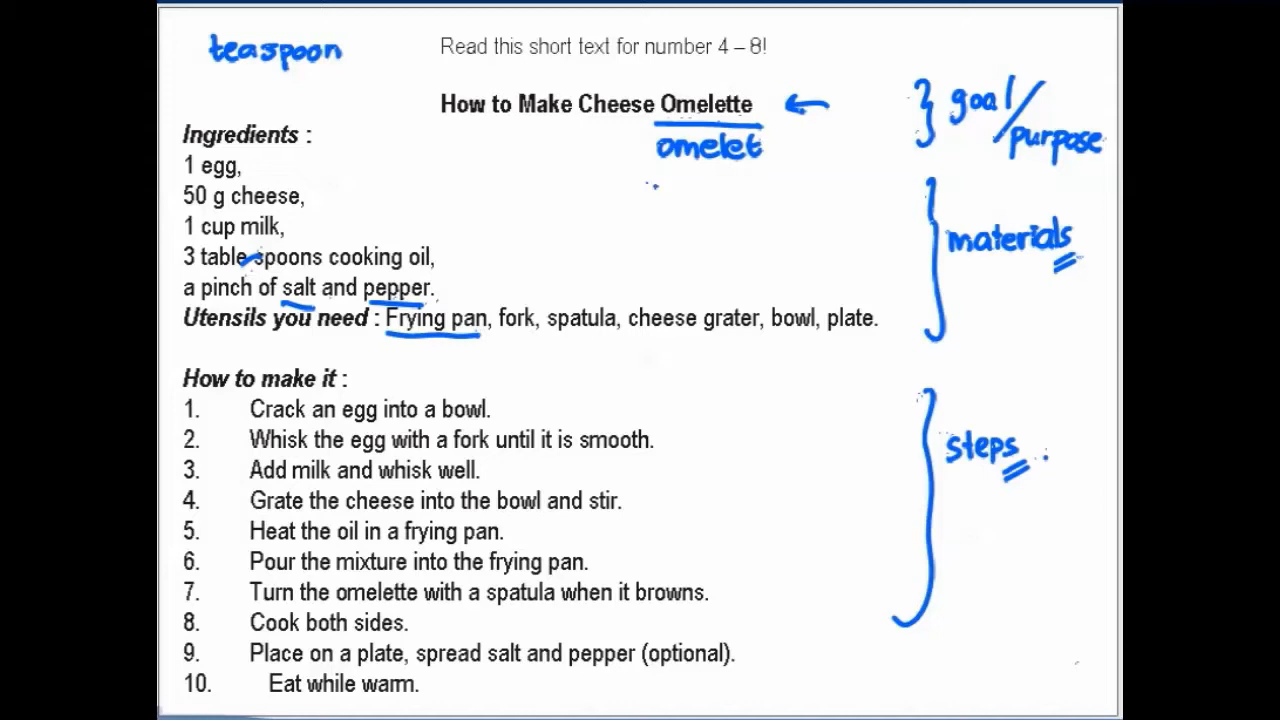 teaspoon
Read this short text for number 4 – 8!
How to Make Cheese Omelette
omelet
goal/
purpose
Ingredients :
1 egg,
50 g cheese,
1 cup milk,
3 table spoons cooking oil,
a pinch of salt and pepper.
materials
Utensils you need : Frying pan, fork, spatula, cheese grater, bowl, plate.
How to make it :
1. Crack an egg into a bowl.
2. Whisk the egg with a fork until it is smooth.
3. Add milk and whisk well.
4. Grate the cheese into the bowl and stir.
5. Heat the oil in a frying pan.
6. Pour the mixture into the frying pan.
7. Turn the omelette with a spatula when it browns.
8. Cook both sides.
9. Place on a plate, spread salt and pepper (optional).
10. Eat while warm.
steps